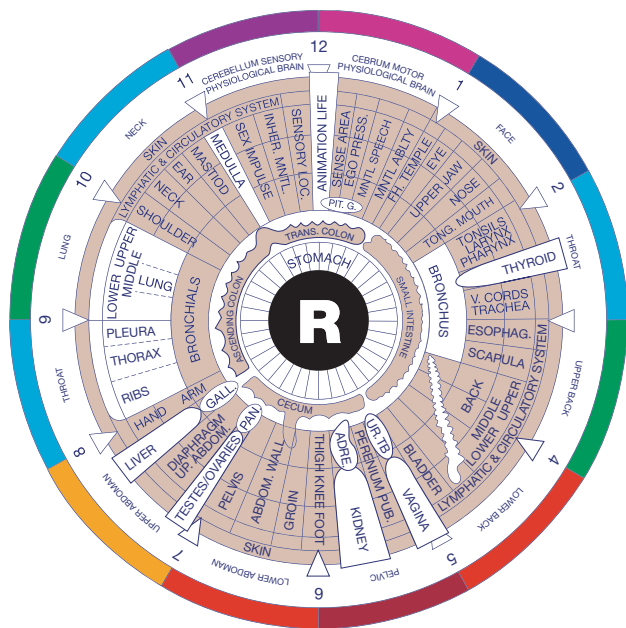 12
1
2
4
5
6
7
8
9
10
11
CEREBELLUM SENSORY
PHYSIOLOGICAL BRAIN
CEBRUM MOTOR
PHYSIOLOGICAL BRAIN
FACE
THROAT
UPPER BACK
LOWER BACK
PELVIC
LOWER ABDOMAN
UPPER ABDOMAN
THROAT
LUNG
NECK
SKIN
LYMPHATIC & CIRCULATORY SYSTEM
ANIMATION LIFE
PIT. G.
SENSE AREA
EGO PRESS.
MNTL SPEECH
MNTL ABLTY
FH. TEMPLE
EYE
UPPER JAW
NOSE
SKIN
TONG. MOUTH
TONSILS
LARYNX
PHARYNX
THYROID
BRONCHUS
V. CORDS
TRACHEA
ESOPHAG.
SCAPULA
BACK
MIDDLE
LOWER UPPER
LYMPHATIC & CIRCULATORY SYSTEM
BLADDER
VAGINA
UR.TB
PERENIUM PUB.
ADRE.
KIDNEY
THIGH KNEE FOOT
GROIN
ABDOM. WALL
PELVIS
SKIN
PAN
TESTES/OVARIES
UP. ABDOM.
DIAPHRAGM
GALL
LIVER
HAND
ARM
RIBS
THORAX
PLEURA
BRONCHIALS
LUNG
LOWER
MIDDLE
UPPER
SHOULDER
NECK
EAR
MASTIOD
MEDULLA
SEX IMPULSE
INHER. MNTL.
SENSORY LOC.
TRANS. COLON
SMALL INTESTINE
CECUM
ASCENDING COLON
STOMACH
R